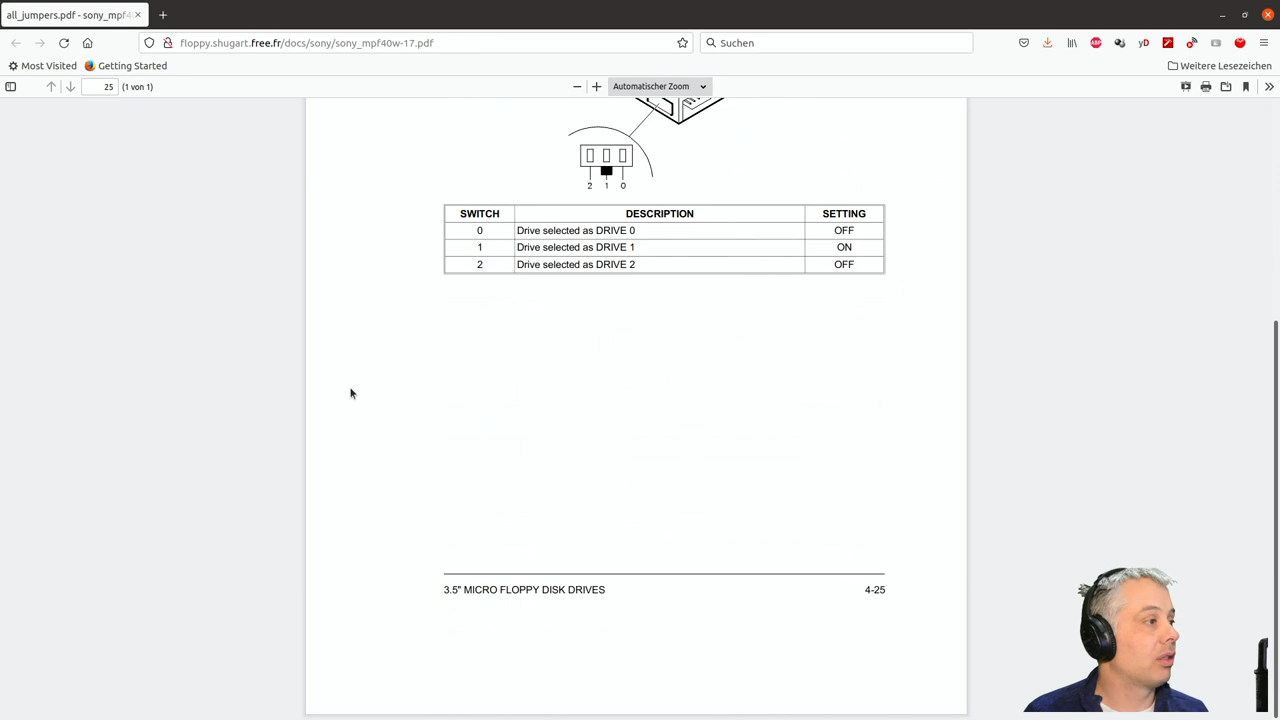 all_jumpers.pdf - sony_mpf4
floppy.shugart.free.fr/docs/sony/sony_mpf40w-17.pdf
Suchen
Most Visited
Getting Started
Weitere Lesezeichen
25 (1 von 1)
Automatischer Zoom
2 1 0
SWITCH DESCRIPTION SETTING
0 Drive selected as DRIVE 0 OFF
1 Drive selected as DRIVE 1 ON
2 Drive selected as DRIVE 2 OFF
3.5" MICRO FLOPPY DISK DRIVES 4-25